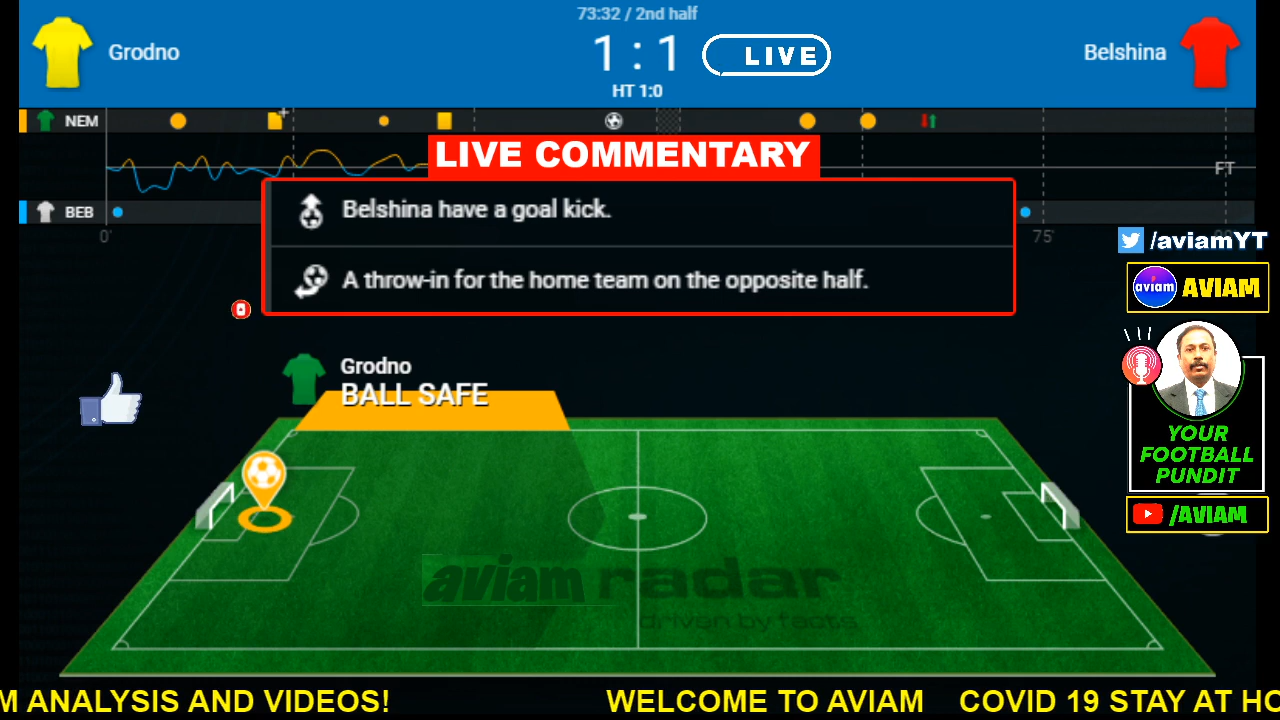 73:32 / 2nd half
Grodno
1 : 1
LIVE
Belshina
HT 1:0
NEM
LIVE COMMENTARY
FT
Belshina have a goal kick.
BEB
0'
75'
/aviamYT
A throw-in for the home team on the opposite half.
aviam AVIAM
Grodno
BALL SAFE
YOUR
FOOTBALL
PUNDIT
/AVIAM
aviam radar
driven by facts
M ANALYSIS AND VIDEOS! WELCOME TO AVIAM COVID 19 STAY AT HO